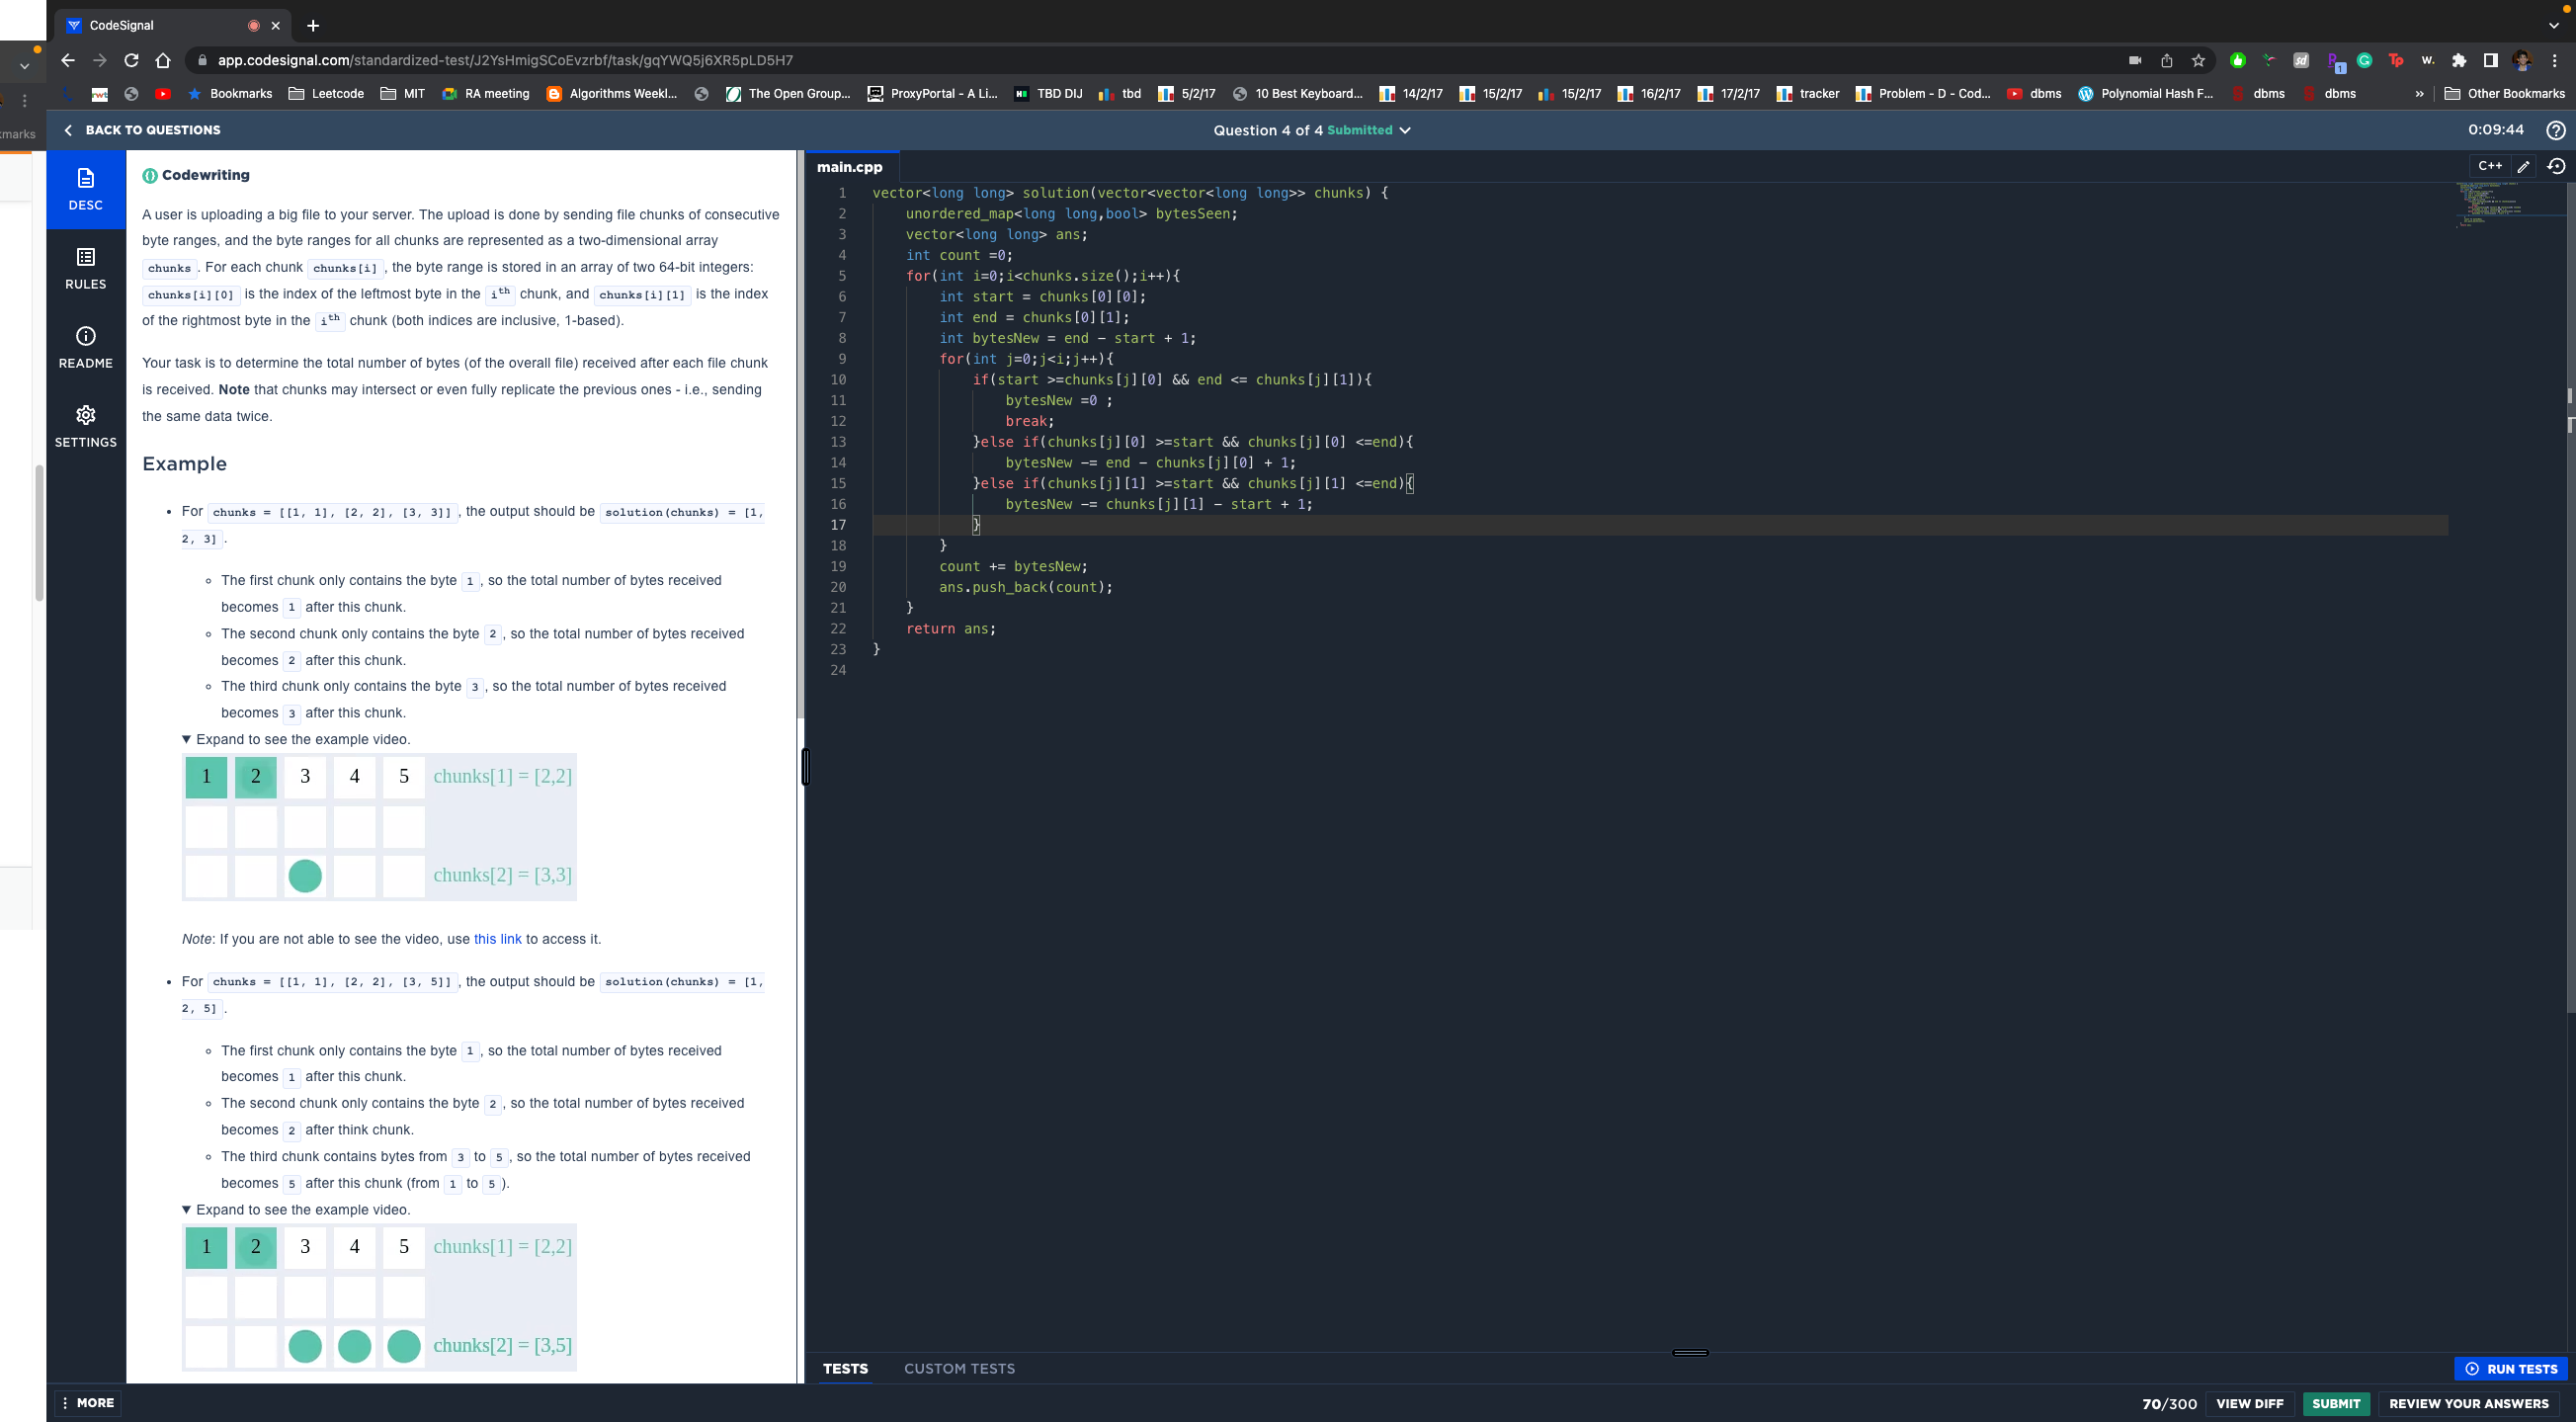 CodeSignal
app.codesignal.com/standardized-test/J2YsHmigSCoEvzrbf/task/gqYWQ5j6XR5pLD5H7
Bookmarks Leetcode MIT RA meeting Algorithms Weekl... The Open Group... ProxyPortal - A Li... TBD DIJ tbd 5/2/17 10 Best Keyboard... 14/2/17 15/2/17 15/2/17 16/2/17 17/2/17 tracker Problem - D - Cod... dbms Polynomial Hash F... dbms dbms » Other Bookmarks
BACK TO QUESTIONS
Question 4 of 4 Submitted
0:09:44
DESC
RULES
README
SETTINGS
Codewriting
A user is uploading a big file to your server. The upload is done by sending file chunks of consecutive
byte ranges, and the byte ranges for all chunks are represented as a two-dimensional array
chunks . For each chunk chunks[i] , the byte range is stored in an array of two 64-bit integers:
chunks[i][0] is the index of the leftmost byte in the ith chunk, and chunks[i][1] is the index
of the rightmost byte in the ith chunk (both indices are inclusive, 1-based).
Your task is to determine the total number of bytes (of the overall file) received after each file chunk
is received. Note that chunks may intersect or even fully replicate the previous ones - i.e., sending
the same data twice.
Example
• For chunks = [[1, 1], [2, 2], [3, 3]] , the output should be solution(chunks) = [1,
2, 3] .
The first chunk only contains the byte 1 , so the total number of bytes received
becomes 1 after this chunk.
The second chunk only contains the byte 2 , so the total number of bytes received
becomes 2 after this chunk.
The third chunk only contains the byte 3 , so the total number of bytes received
becomes 3 after this chunk.
▼ Expand to see the example video.
1 2 3 4 5 chunks[1] = [2,2]
chunks[2] = [3,3]
Note: If you are not able to see the video, use this link to access it.
• For chunks = [[1, 1], [2, 2], [3, 5]] , the output should be solution(chunks) = [1,
2, 5] .
The first chunk only contains the byte 1 , so the total number of bytes received
becomes 1 after this chunk.
The second chunk only contains the byte 2 , so the total number of bytes received
becomes 2 after think chunk.
The third chunk contains bytes from 3 to 5 , so the total number of bytes received
becomes 5 after this chunk (from 1 to 5 ).
▼ Expand to see the example video.
1 2 3 4 5 chunks[1] = [2,2]
chunks[2] = [3,5]
main.cpp
C++
1 vector<long long> solution(vector<vector<long long>> chunks) {
2 unordered_map<long long,bool> bytesSeen;
3 vector<long long> ans;
4 int count =0;
5 for(int i=0;i<chunks.size();i++){
6 int start = chunks[0][0];
7 int end = chunks[0][1];
8 int bytesNew = end - start + 1;
9 for(int j=0;j<i;j++){
10 if(start >=chunks[j][0] && end <= chunks[j][1]){
11 bytesNew =0 ;
12 break;
13 }else if(chunks[j][0] >=start && chunks[j][0] <=end){
14 bytesNew -= end - chunks[j][0] + 1;
15 }else if(chunks[j][1] >=start && chunks[j][1] <=end){
16 bytesNew -= chunks[j][1] - start + 1;
17 }
18 }
19 count += bytesNew;
20 ans.push_back(count);
21 }
22 return ans;
23 }
24
TESTS CUSTOM TESTS
RUN TESTS
MORE
70/300 VIEW DIFF SUBMIT REVIEW YOUR ANSWERS